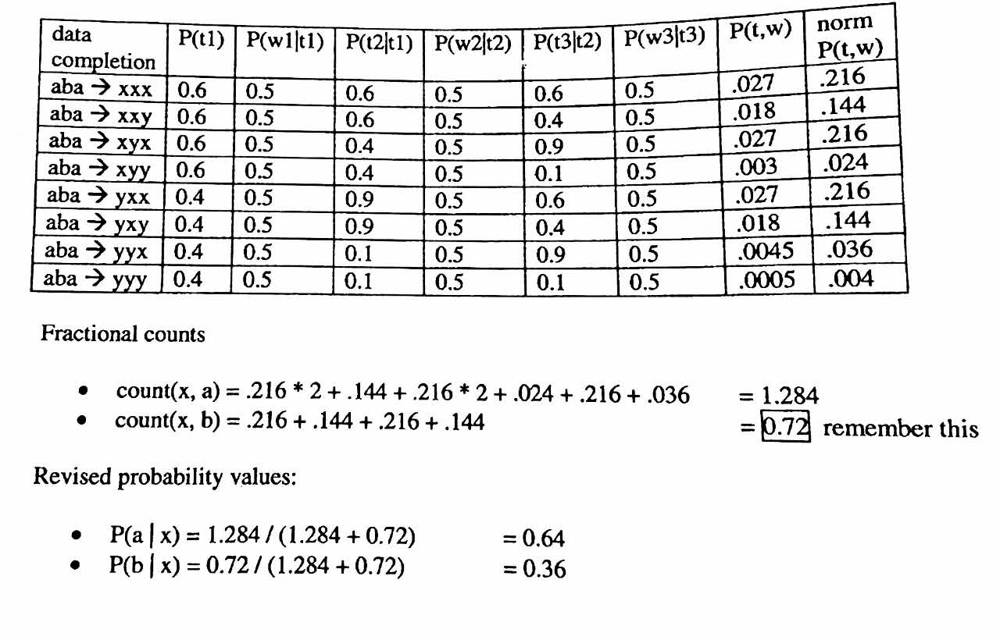 data completion P(t1) P(w1|t1) P(t2|t1) P(w2|t2) P(t3|t2) P(w3|t3) P(t,w) norm P(t,w)
aba → xxx 0.6 0.5 0.6 0.5 0.6 0.5 .027 .216
aba → xxy 0.6 0.5 0.6 0.5 0.4 0.5 .018 .144
aba → xyx 0.6 0.5 0.4 0.5 0.9 0.5 .027 .216
aba → xyy 0.6 0.5 0.4 0.5 0.1 0.5 .003 .024
aba → yxx 0.4 0.5 0.9 0.5 0.6 0.5 .027 .216
aba → yxy 0.4 0.5 0.9 0.5 0.4 0.5 .018 .144
aba → yyx 0.4 0.5 0.1 0.5 0.9 0.5 .0045 .036
aba → yyy 0.4 0.5 0.1 0.5 0.1 0.5 .0005 .004
Fractional counts
• count(x, a) = .216 * 2 + .144 + .216 * 2 + .024 + .216 + .036 = 1.284
• count(x, b) = .216 + .144 + .216 + .144 = 0.72 remember this
Revised probability values:
• P(a | x) = 1.284 / (1.284 + 0.72) = 0.64
• P(b | x) = 0.72 / (1.284 + 0.72) = 0.36